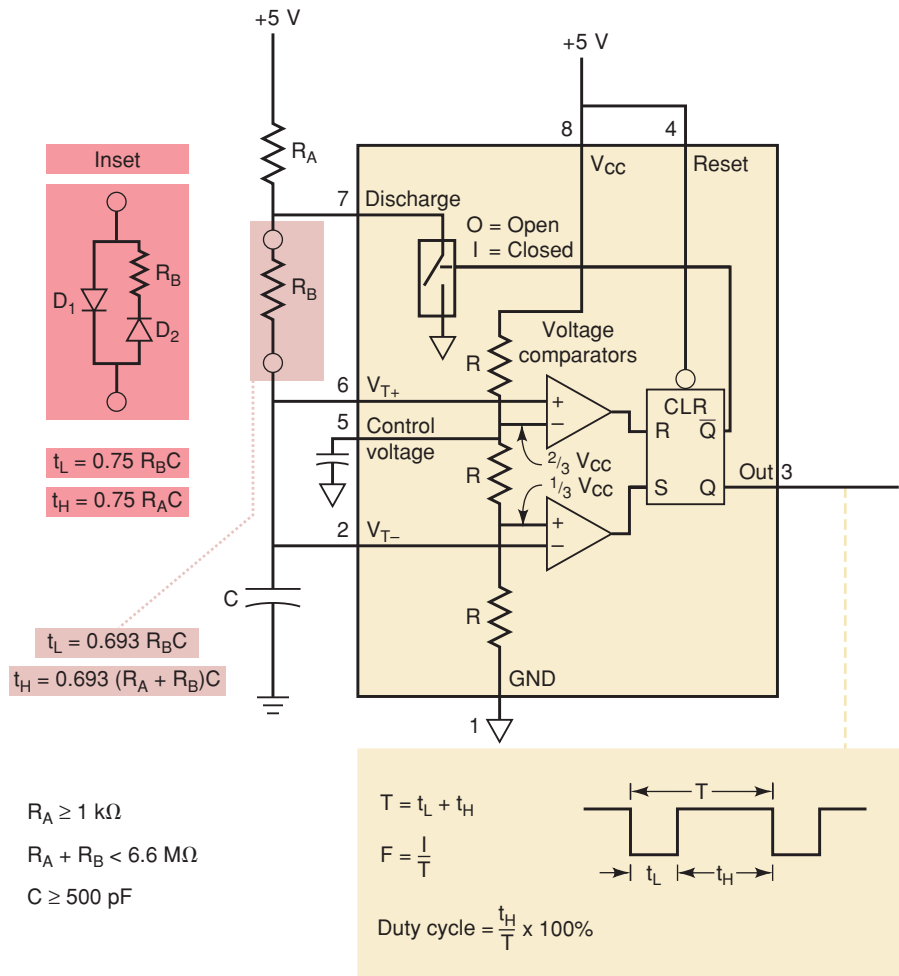 +5 V
+5 V
8
4
R_A
V_CC
Reset
Inset
7
Discharge
O = Open
I = Closed
R_B
R_B
D_1
D_2
Voltage
comparators
R
6
V_T+
+
−
CLR
R
Q̅
5
Control
voltage
2/3 V_CC
t_L = 0.75 R_BC
R
1/3 V_CC
S
Q
Out
3
t_H = 0.75 R_AC
2
V_T−
+
−
C
R
t_L = 0.693 R_BC
t_H = 0.693 (R_A + R_B)C
GND
1
R_A ≥ 1 kΩ
R_A + R_B < 6.6 MΩ
C ≥ 500 pF
T = t_L + t_H
T
F = I/T
t_L
t_H
Duty cycle = t_H/T x 100%